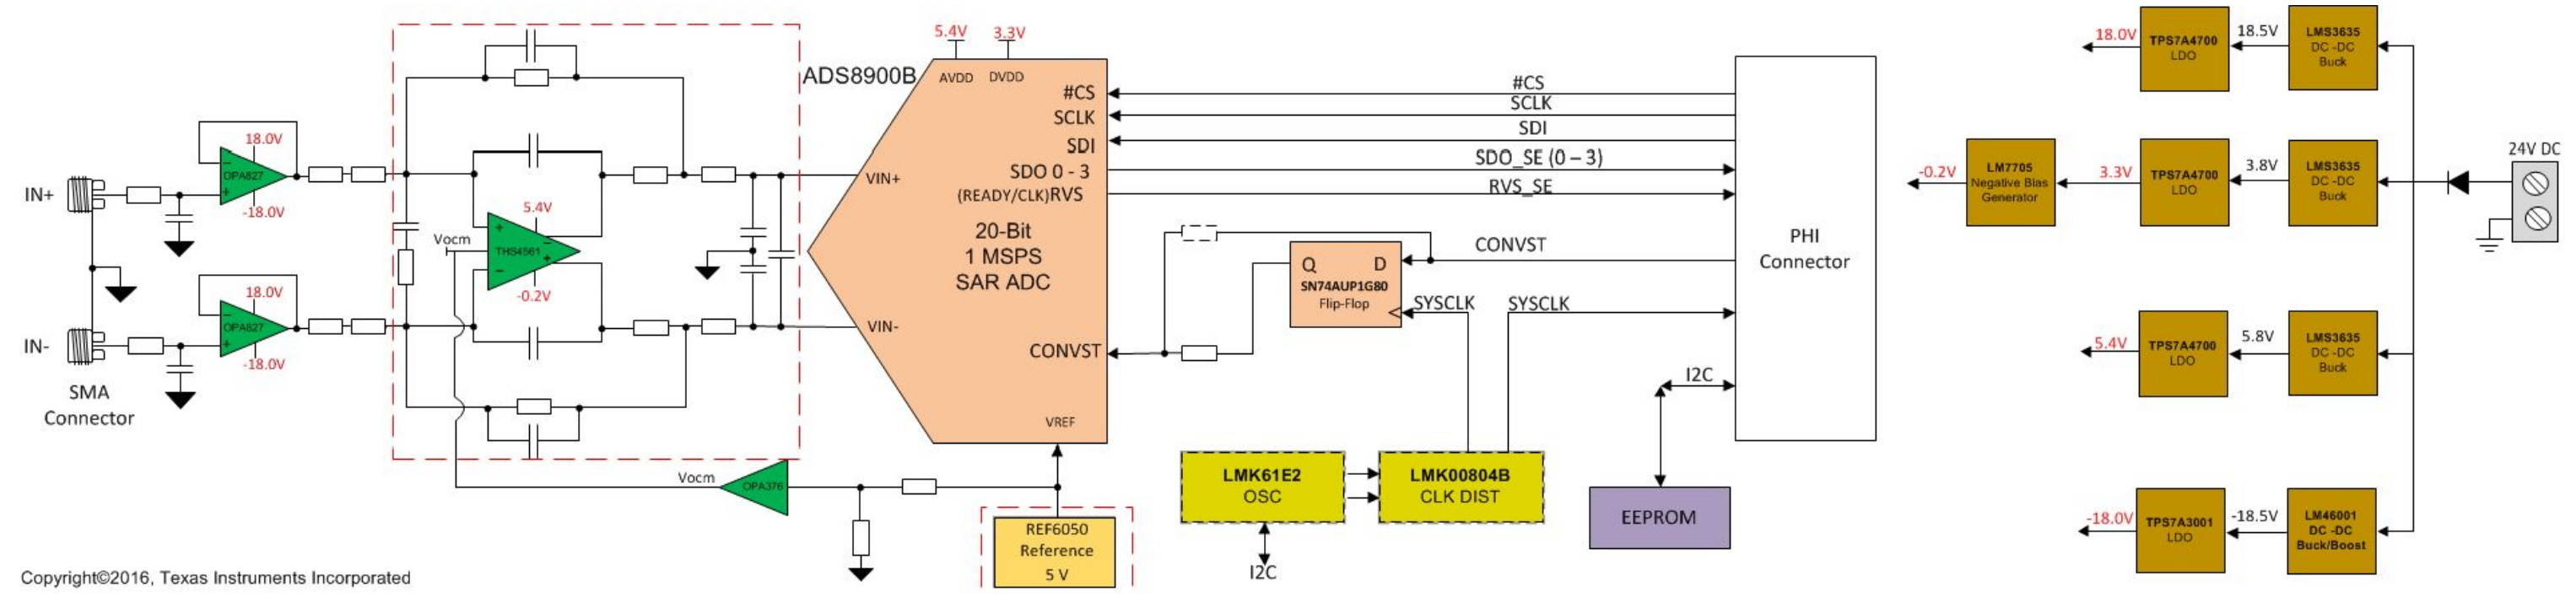 IN+
IN-
SMA
Connector
18.0V
OPA827
-
+
-18.0V
18.0V
OPA827
-
+
-18.0V
Vocm
5.4V
+
-
THS4561
-
+
-0.2V
Vocm
OPA376
REF6050
Reference
5 V
ADS8900B
5.4V
3.3V
AVDD
DVDD
#CS
SCLK
SDI
SDO 0 - 3
(READY/CLK)RVS
VIN+
20-Bit
1 MSPS
SAR ADC
VIN-
CONVST
VREF
#CS
SCLK
SDI
SDO_SE (0 – 3)
RVS_SE
CONVST
Q
D
SN74AUP1G80
Flip-Flop
SYSCLK
SYSCLK
I2C
LMK61E2
OSC
I2C
LMK00804B
CLK DIST
EEPROM
PHI
Connector
18.0V
TPS7A4700
LDO
18.5V
LMS3635
DC -DC
Buck
-0.2V
LM7705
Negative Bias
Generator
3.3V
TPS7A4700
LDO
3.8V
LMS3635
DC -DC
Buck
24V DC
5.4V
TPS7A4700
LDO
5.8V
LMS3635
DC -DC
Buck
-18.0V
TPS7A3001
LDO
-18.5V
LM46001
DC -DC
Buck/Boost
Copyright©2016, Texas Instruments Incorporated